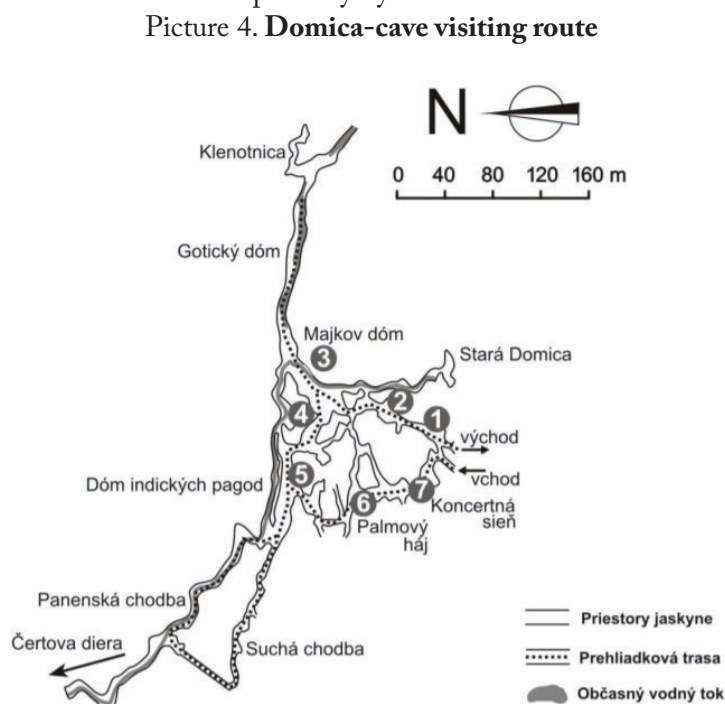 Picture 4. Domica-cave visiting route
N
0 40 80 120 160 m
Klenotnica
Gotický dóm
Majkov dóm
3
Stará Domica
2
1
4
východ
vchod
5
Dóm indických pagod
7
6
Koncertná
sieň
Palmový
háj
Panenská chodba
Čertova diera
Suchá chodba
Priestory jaskyne
Prehliadková trasa
Občasný vodný tok